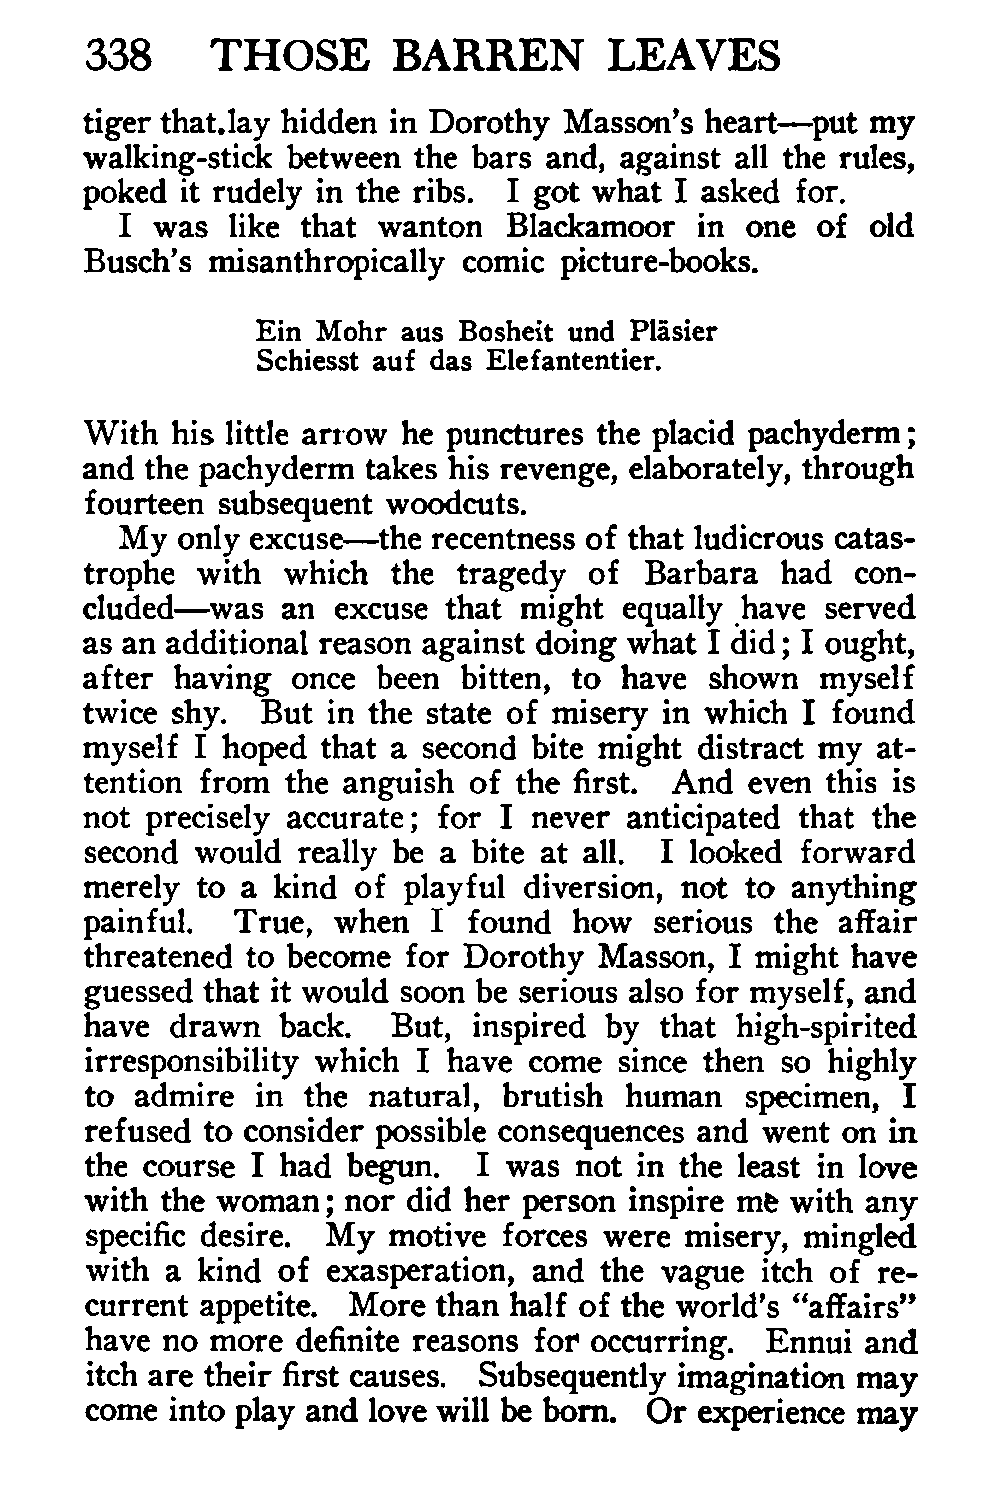 338 THOSE BARREN LEAVES
tiger that.lay hidden in Dorothy Masson's heart—put my
walking-stick between the bars and, against all the rules,
poked it rudely in the ribs. I got what I asked for.
I was like that wanton Blackamoor in one of old
Busch's misanthropically comic picture-books.
Ein Mohr aus Bosheit und Pläsier
Schiesst auf das Elefantentier.
With his little arrow he punctures the placid pachyderm;
and the pachyderm takes his revenge, elaborately, through
fourteen subsequent woodcuts.
My only excuse—the recentness of that ludicrous catas-
trophe with which the tragedy of Barbara had con-
cluded—was an excuse that might equally have served
as an additional reason against doing what I did; I ought,
after having once been bitten, to have shown myself
twice shy. But in the state of misery in which I found
myself I hoped that a second bite might distract my at-
tention from the anguish of the first. And even this is
not precisely accurate; for I never anticipated that the
second would really be a bite at all. I looked forward
merely to a kind of playful diversion, not to anything
painful. True, when I found how serious the affair
threatened to become for Dorothy Masson, I might have
guessed that it would soon be serious also for myself, and
have drawn back. But, inspired by that high-spirited
irresponsibility which I have come since then so highly
to admire in the natural, brutish human specimen, I
refused to consider possible consequences and went on in
the course I had begun. I was not in the least in love
with the woman; nor did her person inspire me with any
specific desire. My motive forces were misery, mingled
with a kind of exasperation, and the vague itch of re-
current appetite. More than half of the world's "affairs"
have no more definite reasons for occurring. Ennui and
itch are their first causes. Subsequently imagination may
come into play and love will be born. Or experience may